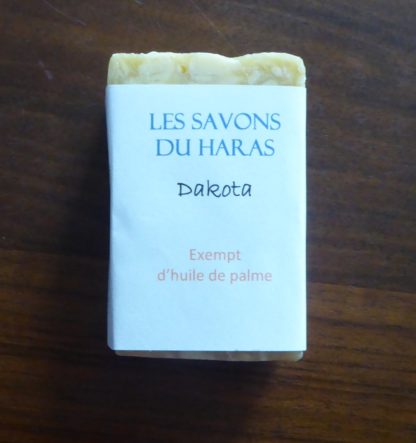 LES SAVONS
DU HARAS
Dakota
Exempt
d'huile de palme